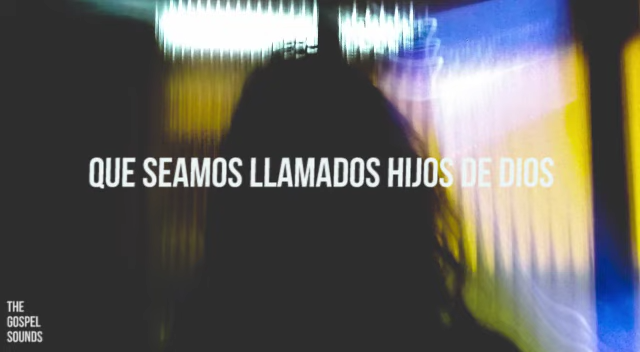 QUE SEAMOS LLAMADOS HIJOS DE DIOS
THE
GOSPEL
SOUNDS